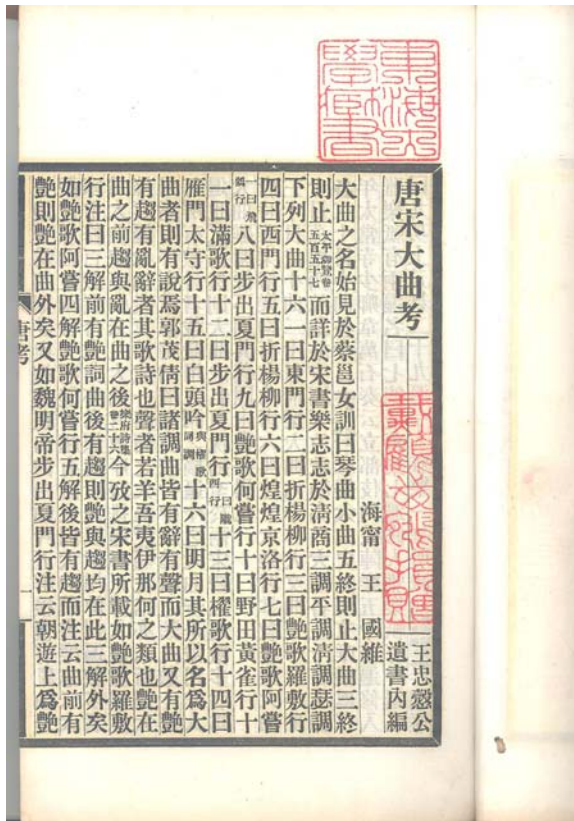 東海大
學藏書
唐宋大曲考
王忠愨公
遺書內編
海甯 王 國維
大曲之名始見於蔡邕女訓曰琴曲小曲五終則止大曲三終
則止太平御覽卷五百五十七而詳於宋書樂志志於淸商三調平調淸調瑟調
下列大曲十六一曰東門行二曰折楊柳行三曰艷歌羅敷行
四曰西門行五曰折楊柳行六曰煌煌京洛行七曰艷歌何嘗
一曰飛鵠行八曰步出夏門行九曰艷歌何嘗行十曰野田黃雀行十
一曰滿歌行十二曰步出夏門行一曰隴西行十三曰櫂歌行十四曰
雁門太守行十五曰白頭吟與櫂歌同調十六曰明月其所以名爲大
曲者則有說焉郭茂倩曰諸調曲皆有辭有聲而大曲又有艷
有趨有亂辭者其歌詩也聲者若羊吾夷伊那何之類也艷在
曲之前趨與亂在曲之後樂府詩集卷二十六今攷之宋書所載如艷歌羅敷
行注曰三解前有艷詞曲後有趨則艷與趨均在此三解外矣
如艷歌何嘗四解艷歌何嘗行五解後皆有趨而注云曲前有
艷則艷在曲外矣又如魏明帝步出夏門行注云朝遊上爲艷
唐考